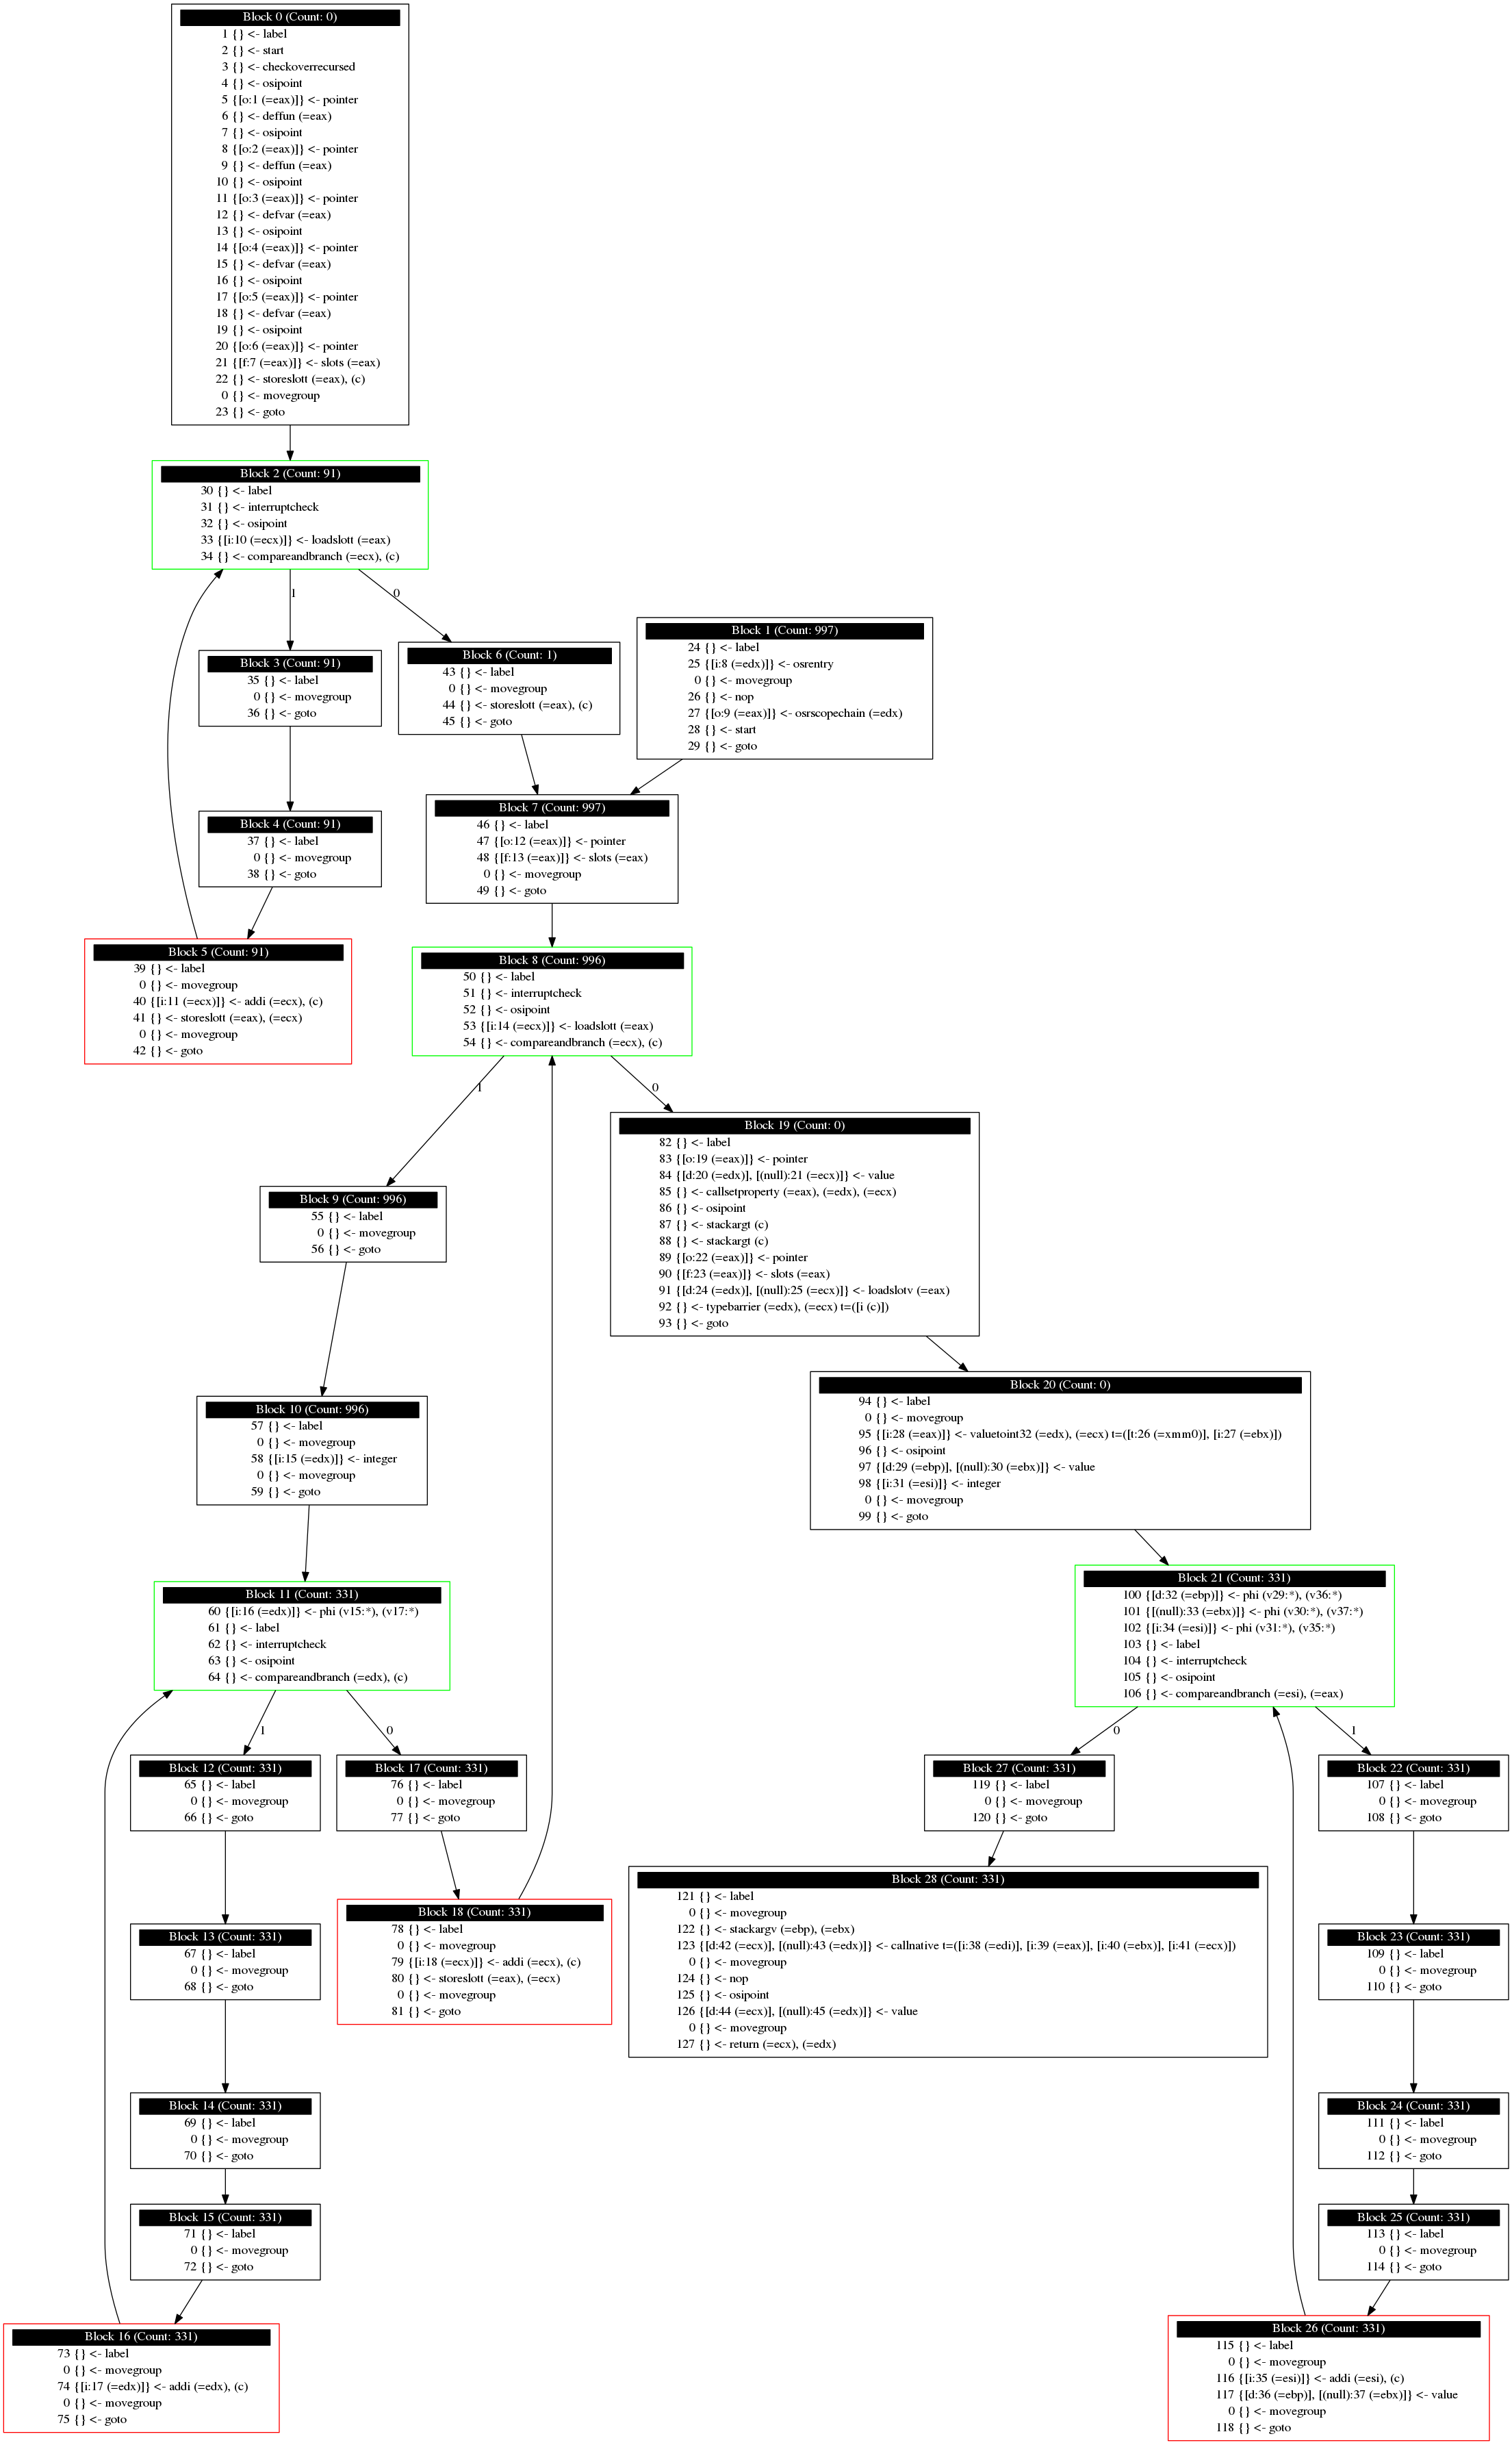 Block 0 (Count: 0)
1 {} <- label
2 {} <- start
3 {} <- checkoverrecursed
4 {} <- osipoint
5 {[o:1 (=eax)]} <- pointer
6 {} <- deffun (=eax)
7 {} <- osipoint
8 {[o:2 (=eax)]} <- pointer
9 {} <- deffun (=eax)
10 {} <- osipoint
11 {[o:3 (=eax)]} <- pointer
12 {} <- defvar (=eax)
13 {} <- osipoint
14 {[o:4 (=eax)]} <- pointer
15 {} <- defvar (=eax)
16 {} <- osipoint
17 {[o:5 (=eax)]} <- pointer
18 {} <- defvar (=eax)
19 {} <- osipoint
20 {[o:6 (=eax)]} <- pointer
21 {[f:7 (=eax)]} <- slots (=eax)
22 {} <- storeslott (=eax), (c)
0 {} <- movegroup
23 {} <- goto
Block 2 (Count: 91)
30 {} <- label
31 {} <- interruptcheck
32 {} <- osipoint
33 {[i:10 (=ecx)]} <- loadslott (=eax)
34 {} <- compareandbranch (=ecx), (c)
1
0
Block 3 (Count: 91)
35 {} <- label
0 {} <- movegroup
36 {} <- goto
Block 6 (Count: 1)
43 {} <- label
0 {} <- movegroup
44 {} <- storeslott (=eax), (c)
45 {} <- goto
Block 1 (Count: 997)
24 {} <- label
25 {[i:8 (=edx)]} <- osrentry
0 {} <- movegroup
26 {} <- nop
27 {[o:9 (=eax)]} <- osrscopechain (=edx)
28 {} <- start
29 {} <- goto
Block 4 (Count: 91)
37 {} <- label
0 {} <- movegroup
38 {} <- goto
Block 7 (Count: 997)
46 {} <- label
47 {[o:12 (=eax)]} <- pointer
48 {[f:13 (=eax)]} <- slots (=eax)
0 {} <- movegroup
49 {} <- goto
Block 5 (Count: 91)
39 {} <- label
0 {} <- movegroup
40 {[i:11 (=ecx)]} <- addi (=ecx), (c)
41 {} <- storeslott (=eax), (=ecx)
0 {} <- movegroup
42 {} <- goto
Block 8 (Count: 996)
50 {} <- label
51 {} <- interruptcheck
52 {} <- osipoint
53 {[i:14 (=ecx)]} <- loadslott (=eax)
54 {} <- compareandbranch (=ecx), (c)
1
0
Block 9 (Count: 996)
55 {} <- label
0 {} <- movegroup
56 {} <- goto
Block 19 (Count: 0)
82 {} <- label
83 {[o:19 (=eax)]} <- pointer
84 {[d:20 (=edx)], [(null):21 (=ecx)]} <- value
85 {} <- callsetproperty (=eax), (=edx), (=ecx)
86 {} <- osipoint
87 {} <- stackargt (c)
88 {} <- stackargt (c)
89 {[o:22 (=eax)]} <- pointer
90 {[f:23 (=eax)]} <- slots (=eax)
91 {[d:24 (=edx)], [(null):25 (=ecx)]} <- loadslotv (=eax)
92 {} <- typebarrier (=edx), (=ecx) t=([i (c)])
93 {} <- goto
Block 10 (Count: 996)
57 {} <- label
0 {} <- movegroup
58 {[i:15 (=edx)]} <- integer
0 {} <- movegroup
59 {} <- goto
Block 20 (Count: 0)
94 {} <- label
0 {} <- movegroup
95 {[i:28 (=eax)]} <- valuetoint32 (=edx), (=ecx) t=([t:26 (=xmm0)], [i:27 (=ebx)])
96 {} <- osipoint
97 {[d:29 (=ebp)], [(null):30 (=ebx)]} <- value
98 {[i:31 (=esi)]} <- integer
0 {} <- movegroup
99 {} <- goto
Block 11 (Count: 331)
60 {[i:16 (=edx)]} <- phi (v15:*), (v17:*)
61 {} <- label
62 {} <- interruptcheck
63 {} <- osipoint
64 {} <- compareandbranch (=edx), (c)
1
0
Block 21 (Count: 331)
100 {[d:32 (=ebp)]} <- phi (v29:*), (v36:*)
101 {[(null):33 (=ebx)]} <- phi (v30:*), (v37:*)
102 {[i:34 (=esi)]} <- phi (v31:*), (v35:*)
103 {} <- label
104 {} <- interruptcheck
105 {} <- osipoint
106 {} <- compareandbranch (=esi), (=eax)
0
1
Block 12 (Count: 331)
65 {} <- label
0 {} <- movegroup
66 {} <- goto
Block 17 (Count: 331)
76 {} <- label
0 {} <- movegroup
77 {} <- goto
Block 27 (Count: 331)
119 {} <- label
0 {} <- movegroup
120 {} <- goto
Block 22 (Count: 331)
107 {} <- label
0 {} <- movegroup
108 {} <- goto
Block 13 (Count: 331)
67 {} <- label
0 {} <- movegroup
68 {} <- goto
Block 18 (Count: 331)
78 {} <- label
0 {} <- movegroup
79 {[i:18 (=ecx)]} <- addi (=ecx), (c)
80 {} <- storeslott (=eax), (=ecx)
0 {} <- movegroup
81 {} <- goto
Block 28 (Count: 331)
121 {} <- label
0 {} <- movegroup
122 {} <- stackargv (=ebp), (=ebx)
123 {[d:42 (=ecx)], [(null):43 (=edx)]} <- callnative t=([i:38 (=edi)], [i:39 (=eax)], [i:40 (=ebx)], [i:41 (=ecx)])
0 {} <- movegroup
124 {} <- nop
125 {} <- osipoint
126 {[d:44 (=ecx)], [(null):45 (=edx)]} <- value
0 {} <- movegroup
127 {} <- return (=ecx), (=edx)
Block 23 (Count: 331)
109 {} <- label
0 {} <- movegroup
110 {} <- goto
Block 14 (Count: 331)
69 {} <- label
0 {} <- movegroup
70 {} <- goto
Block 24 (Count: 331)
111 {} <- label
0 {} <- movegroup
112 {} <- goto
Block 15 (Count: 331)
71 {} <- label
0 {} <- movegroup
72 {} <- goto
Block 25 (Count: 331)
113 {} <- label
0 {} <- movegroup
114 {} <- goto
Block 16 (Count: 331)
73 {} <- label
0 {} <- movegroup
74 {[i:17 (=edx)]} <- addi (=edx), (c)
0 {} <- movegroup
75 {} <- goto
Block 26 (Count: 331)
115 {} <- label
0 {} <- movegroup
116 {[i:35 (=esi)]} <- addi (=esi), (c)
117 {[d:36 (=ebp)], [(null):37 (=ebx)]} <- value
0 {} <- movegroup
118 {} <- goto